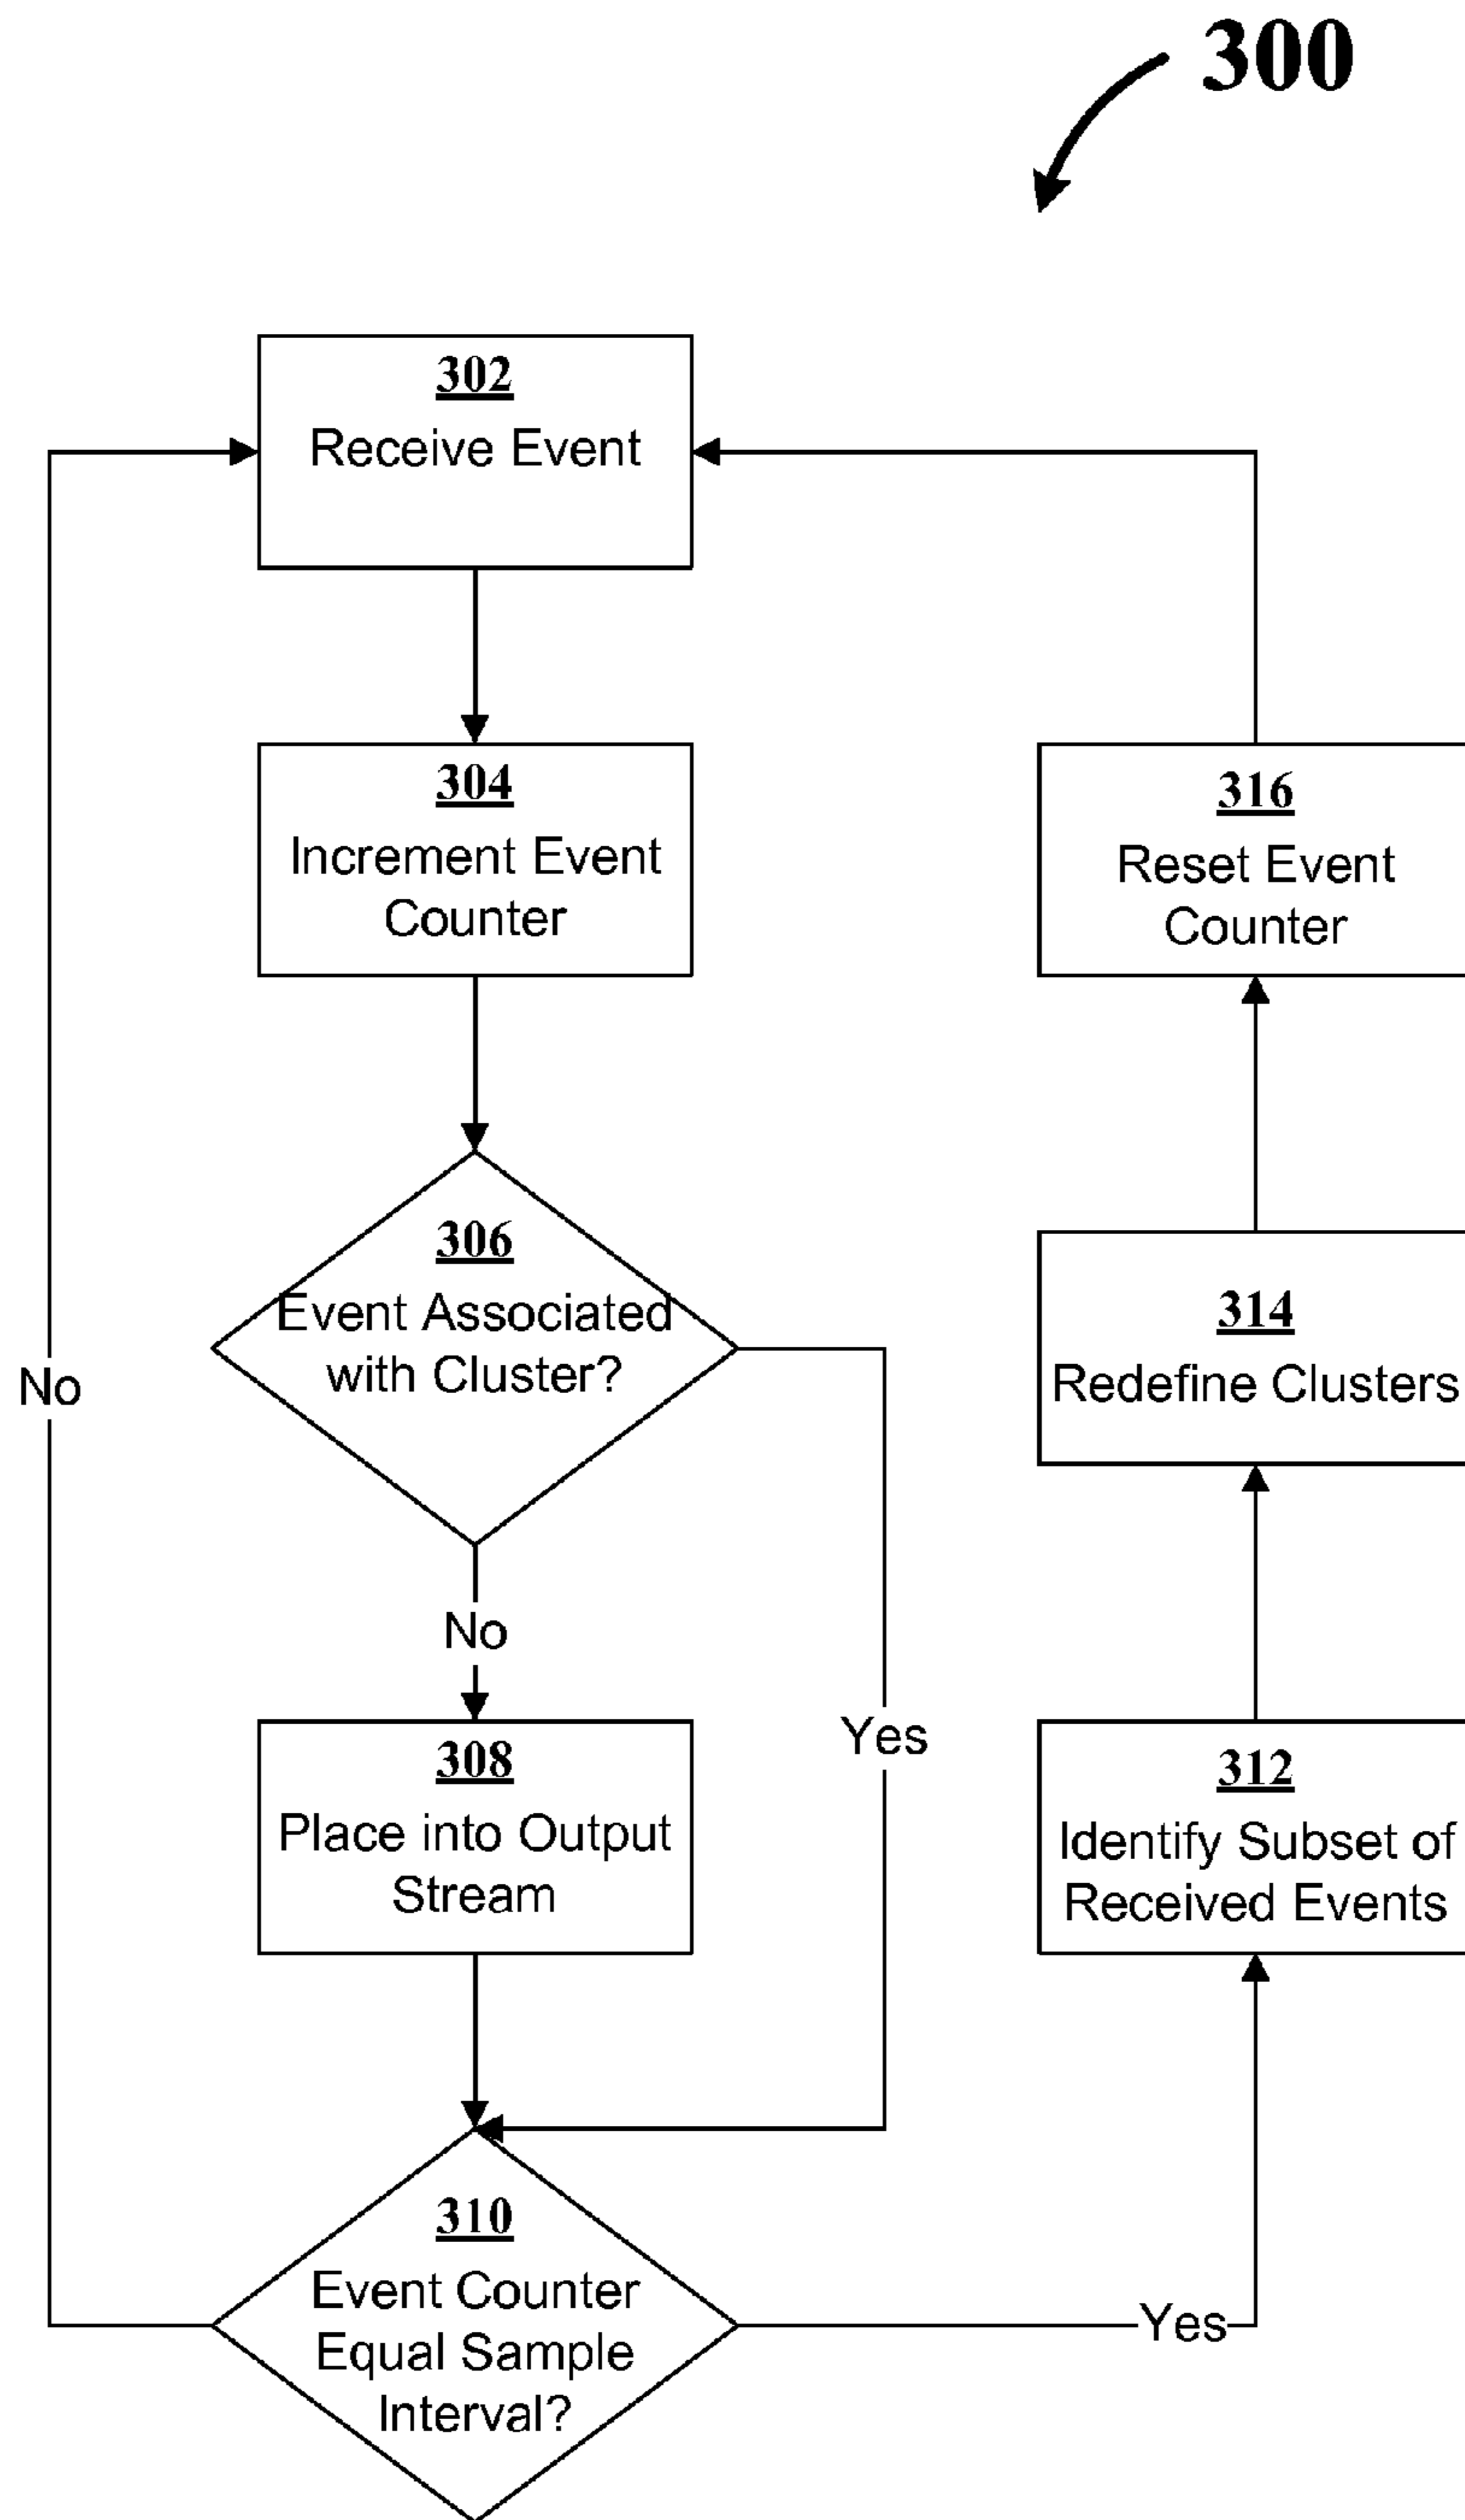 300
302
Receive Event
304
Increment Event
Counter
316
Reset Event
Counter
306
Event Associated
with Cluster?
314
Redefine Clusters
No
No
Yes
308
Place into Output
Stream
312
Identify Subset of
Received Events
310
Event Counter
Equal Sample
Interval?
Yes